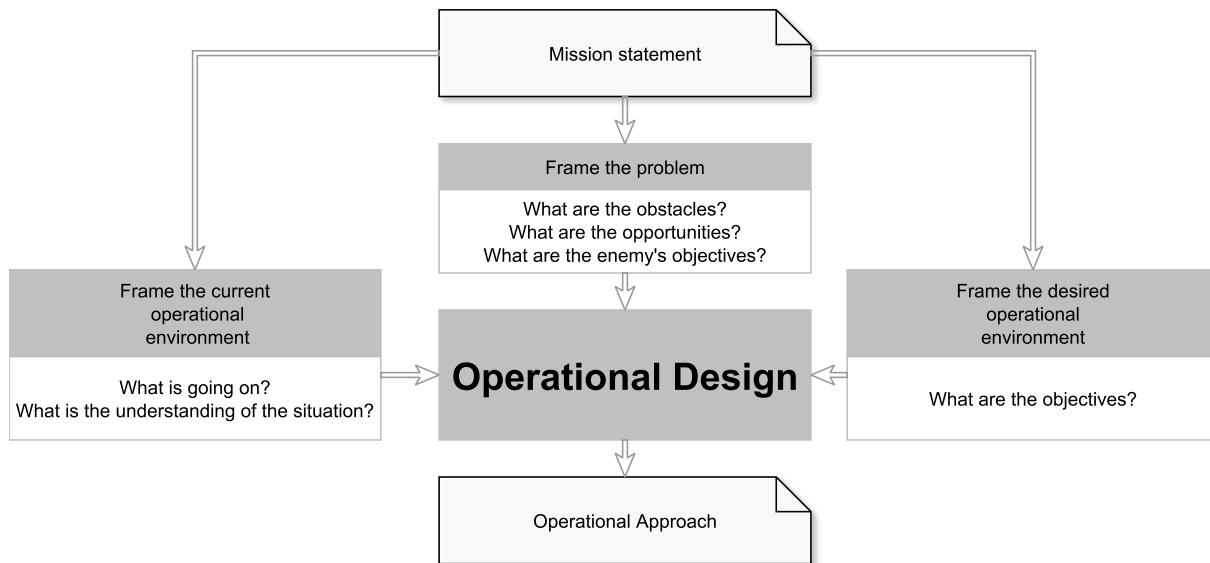 Mission statement
Frame the problem
What are the obstacles?
What are the opportunities?
What are the enemy's objectives?
Frame the current
operational
environment
What is going on?
What is the understanding of the situation?
Operational Design
Frame the desired
operational
environment
What are the objectives?
Operational Approach